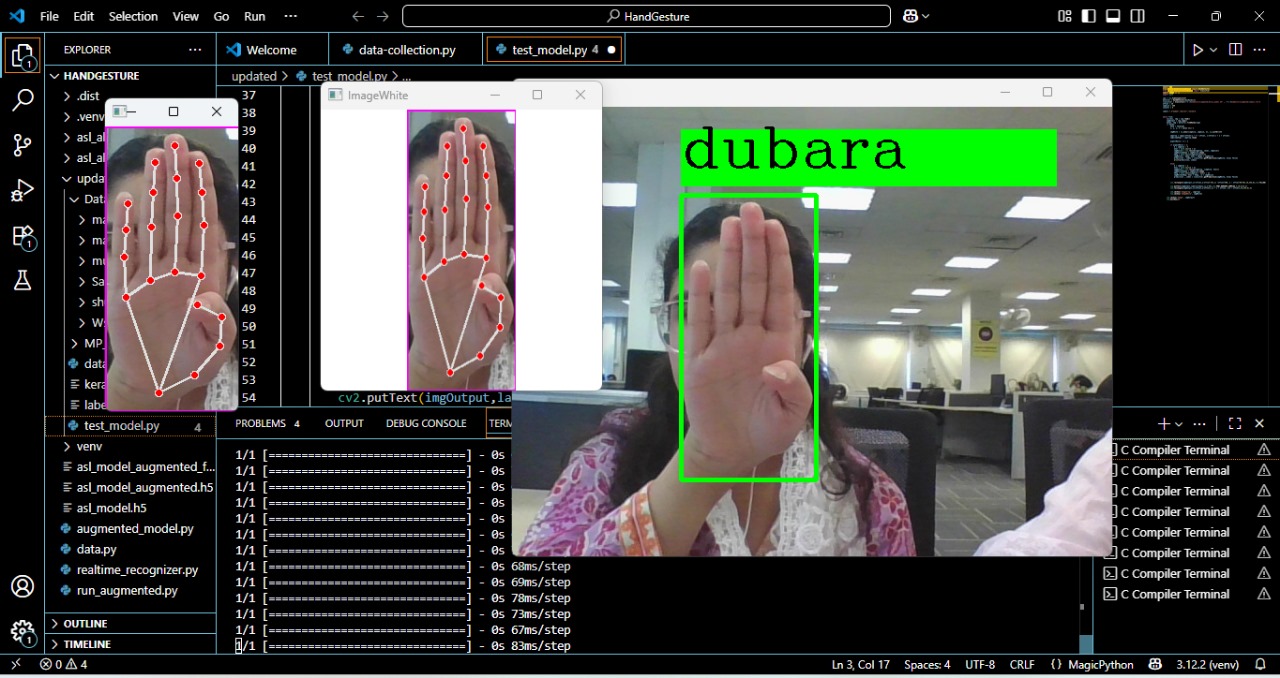 File Edit Selection View Go Run ··· HandGesture
EXPLORER ···
Welcome data-collection.py test_model.py 4
HANDGESTURE
updated > test_model.py > ...
.dist
.venv
asl_al
asl_al
upda
Data
ma
ma
mu
Sa
sh
W
MP_
data
kera
labe
test_model.py 4
venv
asl_model_augmented_f...
asl_model_augmented.h5
asl_model.h5
augmented_model.py
data.py
realtime_recognizer.py
run_augmented.py
OUTLINE
TIMELINE
37
38
39
40
41
42
43
44
45
46
47
48
49
50
51
52
53
54
cv2.putText(imgOutput,la
ImageWhite
dubara
PROBLEMS 4 OUTPUT DEBUG CONSOLE TERM
1/1 [==============================] - 0s
1/1 [==============================] - 0s
1/1 [==============================] - 0s
1/1 [==============================] - 0s
1/1 [==============================] - 0s
1/1 [==============================] - 0s
1/1 [==============================] - 0s
1/1 [==============================] - 0s 68ms/step
1/1 [==============================] - 0s 69ms/step
1/1 [==============================] - 0s 78ms/step
1/1 [==============================] - 0s 73ms/step
1/1 [==============================] - 0s 67ms/step
1/1 [==============================] - 0s 83ms/step
C Compiler Terminal
C Compiler Terminal
C Compiler Terminal
C Compiler Terminal
C Compiler Terminal
C Compiler Terminal
C Compiler Terminal
C Compiler Terminal
0 4 Ln 3, Col 17 Spaces: 4 UTF-8 CRLF {} MagicPython 3.12.2 (venv)